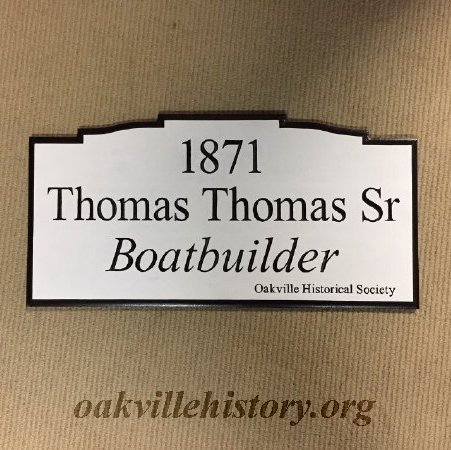 1871
Thomas Thomas Sr
Boatbuilder
Oakville Historical Society
oakvillehistory.org